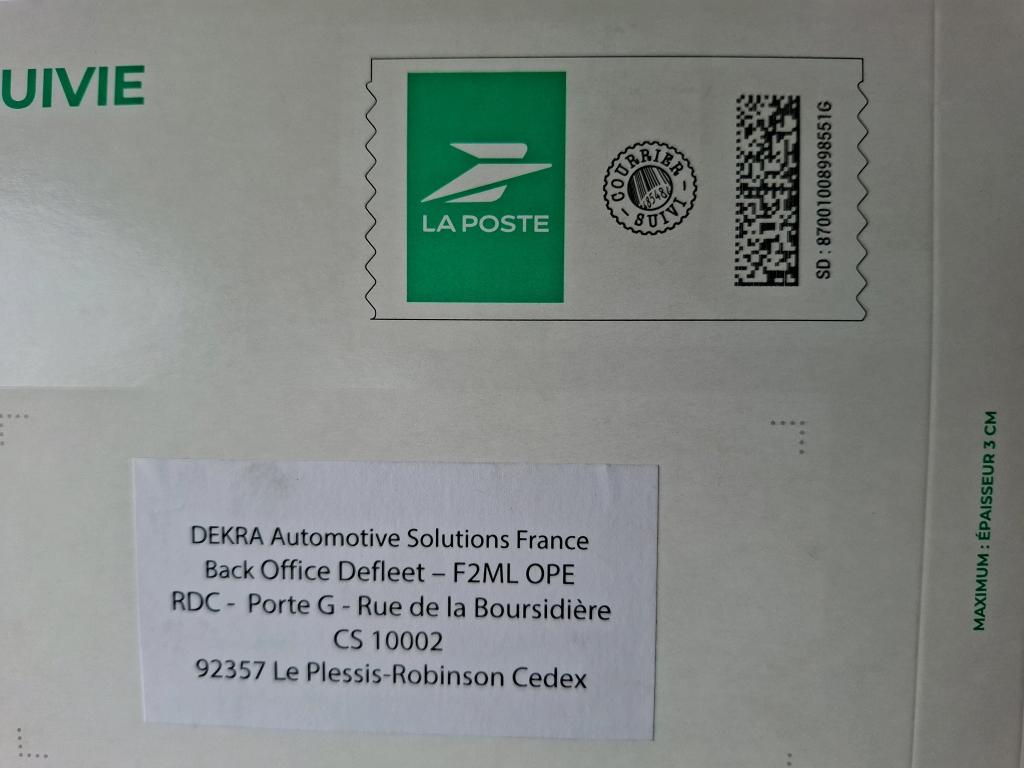 UIVIE
LA POSTE
COURRIER
48548
SUIVI
SD : 87001008998551G
MAXIMUM : ÉPAISSEUR 3 CM
DEKRA Automotive Solutions France
Back Office Defleet – F2ML OPE
RDC - Porte G - Rue de la Boursidière
CS 10002
92357 Le Plessis-Robinson Cedex